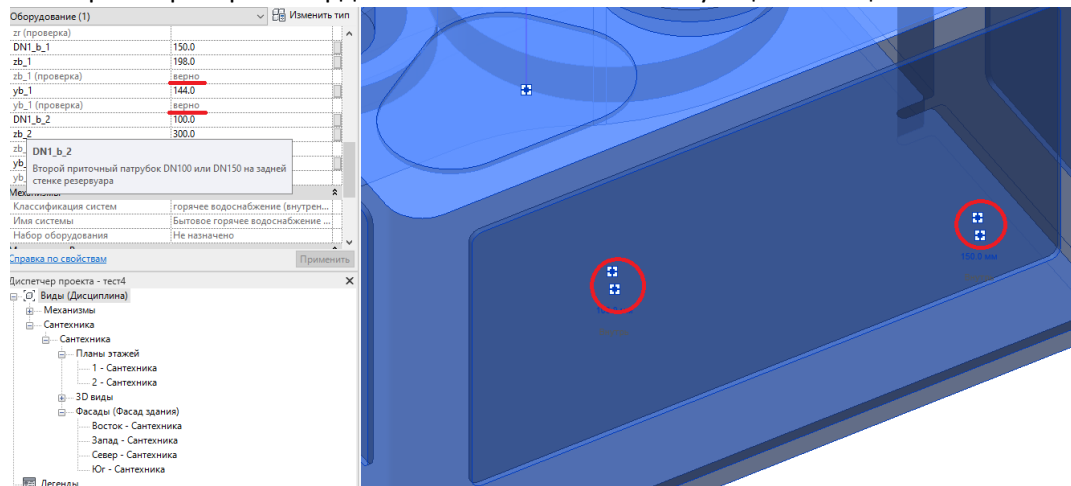 Оборудование (1)
Изменить тип
zr (проверка)
DN1_b_1 150.0
zb_1 198.0
zb_1 (проверка) верно
yb_1 144.0
yb_1 (проверка) верно
DN1_b_2 100.0
zb_2 300.0
DN1_b_2
Второй приточный патрубок DN100 или DN150 на задней
стенке резервуара
Классификация систем горячее водоснабжение (внутрен...
Имя системы Бытовое горячее водоснабжение ...
Набор оборудования Не назначено
Справка по свойствам
Применить
Диспетчер проекта - тест4
Виды (Дисциплина)
Механизмы
Сантехника
Сантехника
Планы этажей
1 - Сантехника
2 - Сантехника
3D виды
Фасады (Фасад здания)
Восток - Сантехника
Запад - Сантехника
Север - Сантехника
Юг - Сантехника
Легенды
150.0 мм